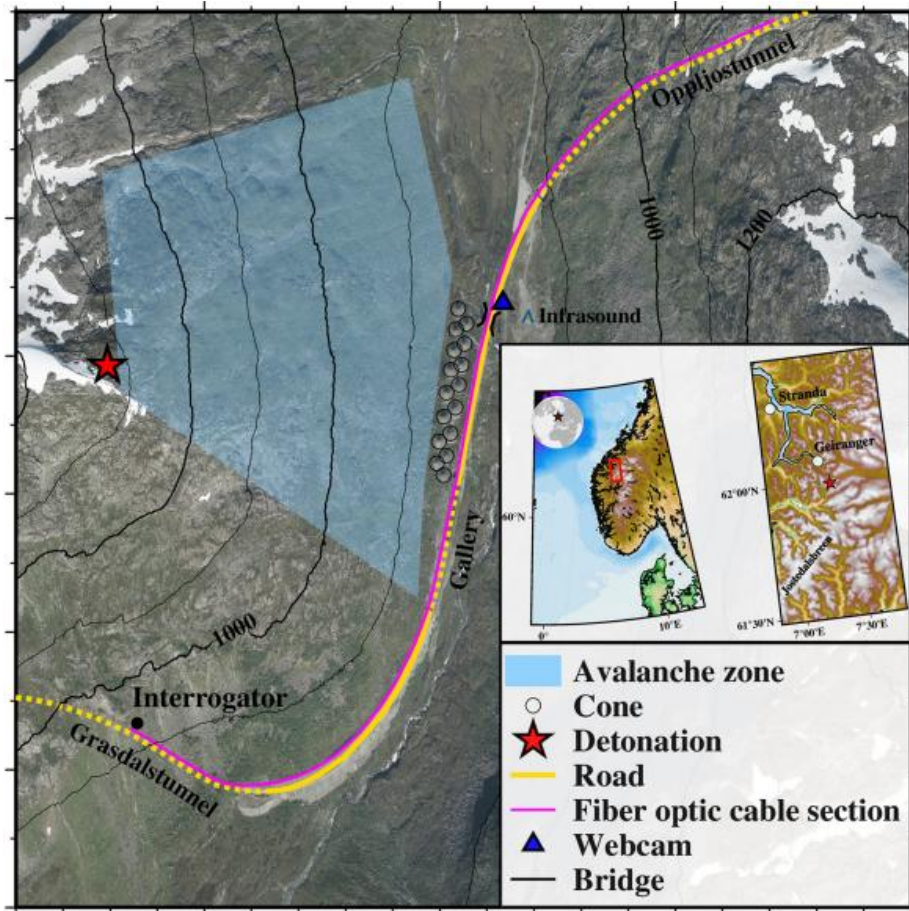 Oppljostunnel
1000
1200
Infrasound
Stranda
Geiranger
62°00'N
60°N
Jostedalsbreen
Gallery
61°30'N
0°
10°E
7°00'E
7°30'E
1000
Interrogator
Grasdalstunnel
Avalanche zone
Cone
Detonation
Road
Fiber optic cable section
Webcam
Bridge